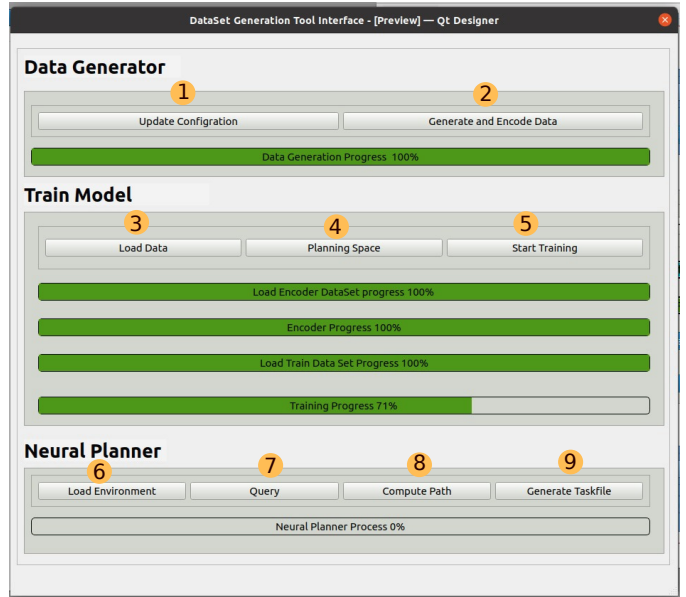 DataSet Generation Tool Interface - [Preview] — Qt Designer
Data Generator
1 2
Update Configration Generate and Encode Data
Data Generation Progress 100%
Train Model
3 4 5
Load Data Planning Space Start Training
Load Encoder DataSet progress 100%
Encoder Progress 100%
Load Train Data Set Progress 100%
Training Progress 71%
Neural Planner
6 7 8 9
Load Environment Query Compute Path Generate Taskfile
Neural Planner Process 0%